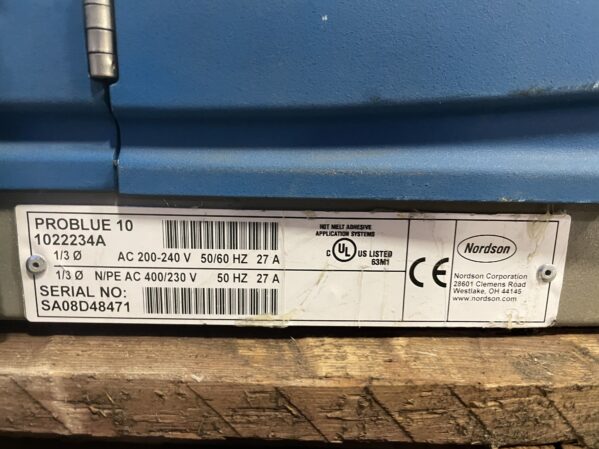 PROBLUE 10
1022234A
1/3 Ø AC 200-240 V 50/60 HZ 27 A
1/3 Ø N/PE AC 400/230 V 50 HZ 27 A
SERIAL NO:
SA08D48471
HOT MELT ADHESIVE
APPLICATION SYSTEMS
C UL US LISTED
63M1
CE
Nordson
Nordson Corporation
28601 Clemens Road
Westlake, OH 44145
www.nordson.com